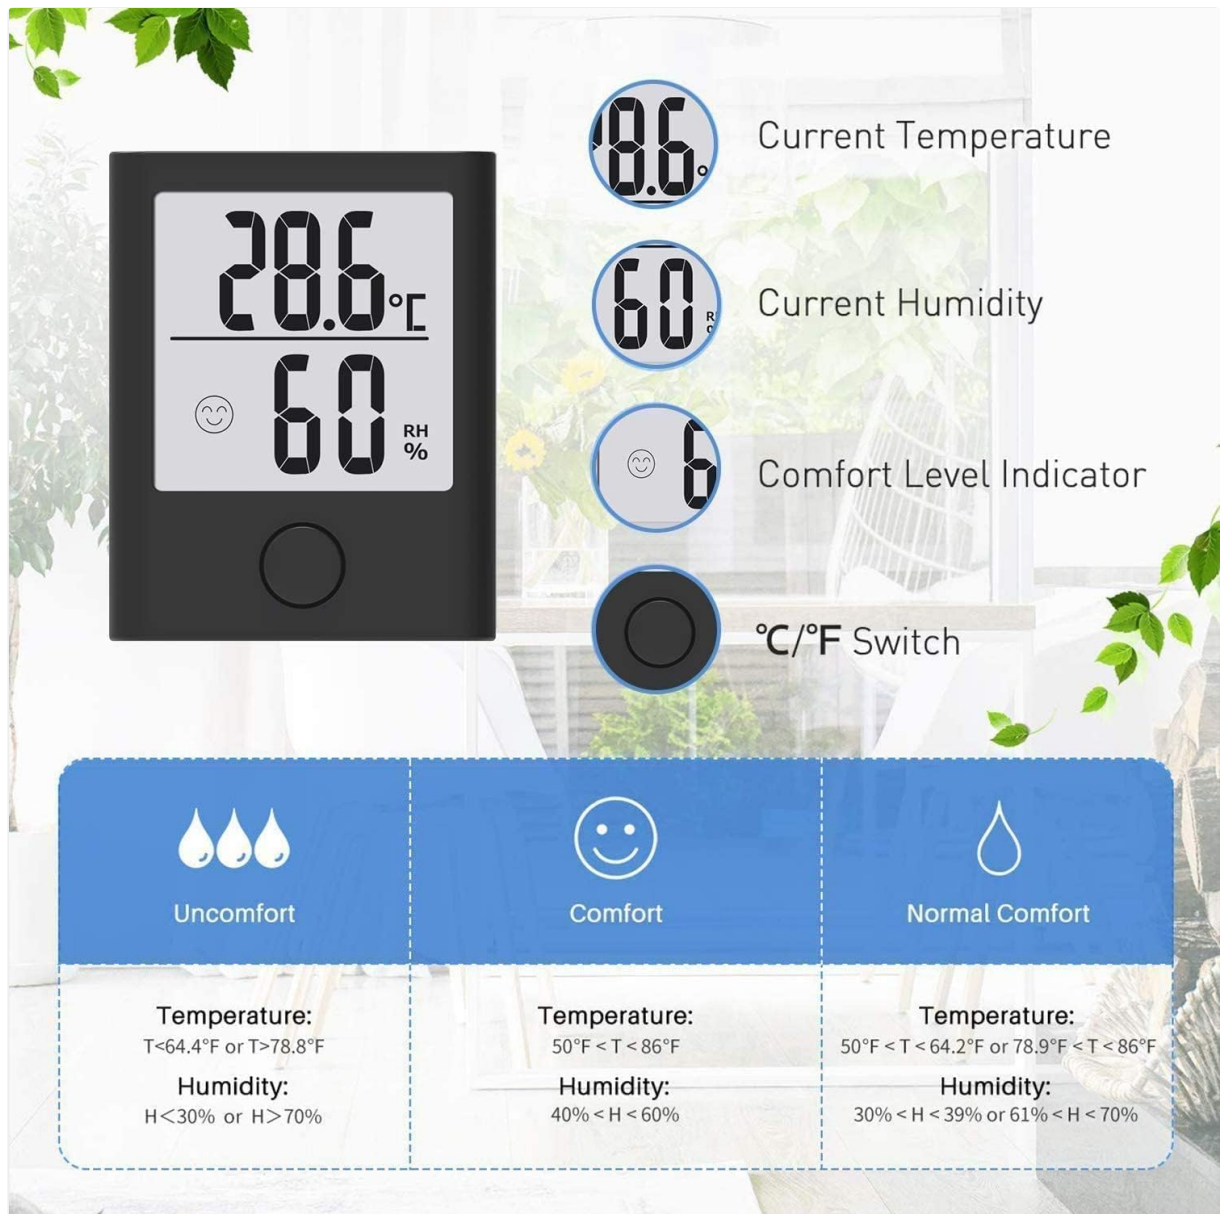 28.6°C
60 RH %
8.6°
Current Temperature
60
Current Humidity
6
Comfort Level Indicator
°C/°F Switch
Uncomfort
Comfort
Normal Comfort
Temperature:
T<64.4°F or T>78.8°F
Humidity:
H<30% or H>70%
Temperature:
50°F < T < 86°F
Humidity:
40% < H < 60%
Temperature:
50°F < T < 64.2°F or 78.9°F < T < 86°F
Humidity:
30% < H < 39% or 61% < H < 70%